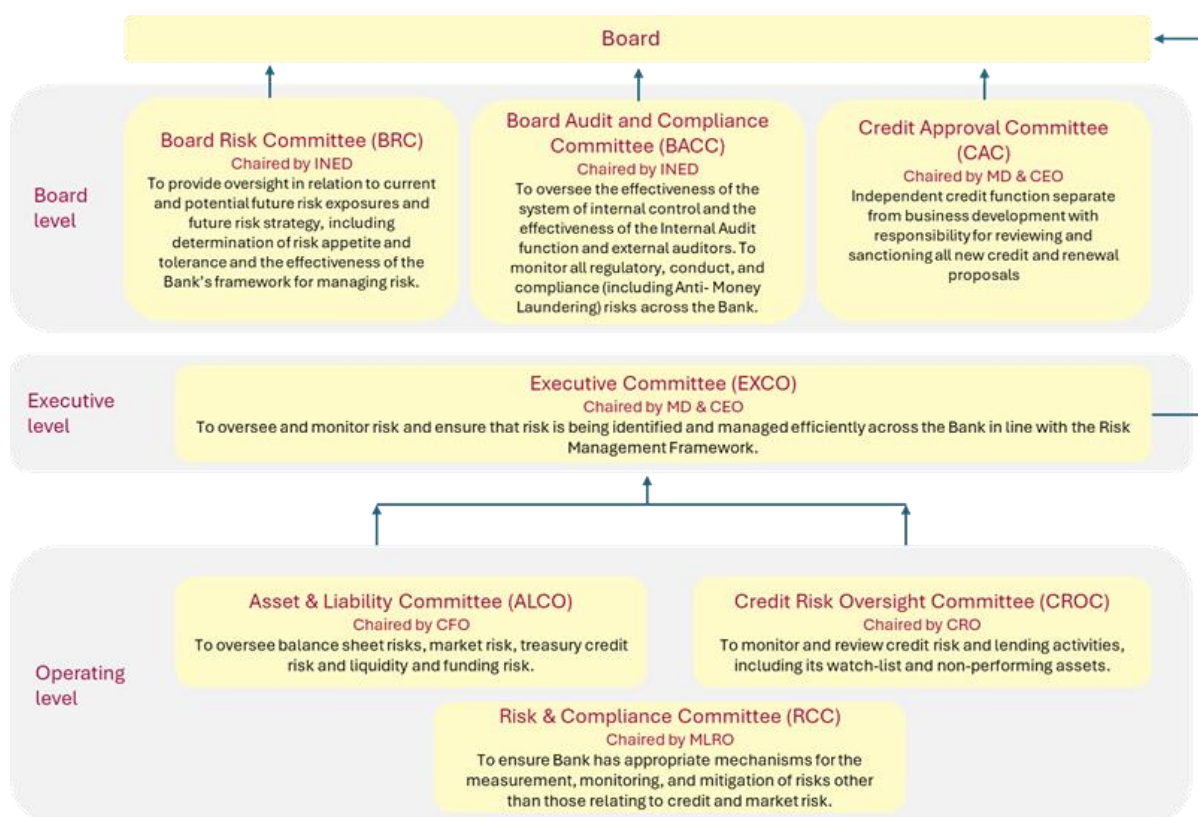 Board
Board
level
Board Risk Committee (BRC)
Chaired by INED
To provide oversight in relation to current
and potential future risk exposures and
future risk strategy, including
determination of risk appetite and
tolerance and the effectiveness of the
Bank's framework for managing risk.
Board Audit and Compliance
Committee (BACC)
Chaired by INED
To oversee the effectiveness of the
system of internal control and the
effectiveness of the Internal Audit
function and external auditors. To
monitor all regulatory, conduct, and
compliance (including Anti- Money
Laundering) risks across the Bank.
Credit Approval Committee
(CAC)
Chaired by MD & CEO
Independent credit function separate
from business development with
responsibility for reviewing and
sanctioning all new credit and renewal
proposals
Executive
level
Executive Committee (EXCO)
Chaired by MD & CEO
To oversee and monitor risk and ensure that risk is being identified and managed efficiently across the Bank in line with the Risk
Management Framework.
Operating
level
Asset & Liability Committee (ALCO)
Chaired by CFO
To oversee balance sheet risks, market risk, treasury credit
risk and liquidity and funding risk.
Credit Risk Oversight Committee (CROC)
Chaired by CRO
To monitor and review credit risk and lending activities,
including its watch-list and non-performing assets.
Risk & Compliance Committee (RCC)
Chaired by MLRO
To ensure Bank has appropriate mechanisms for the
measurement, monitoring, and mitigation of risks other
than those relating to credit and market risk.